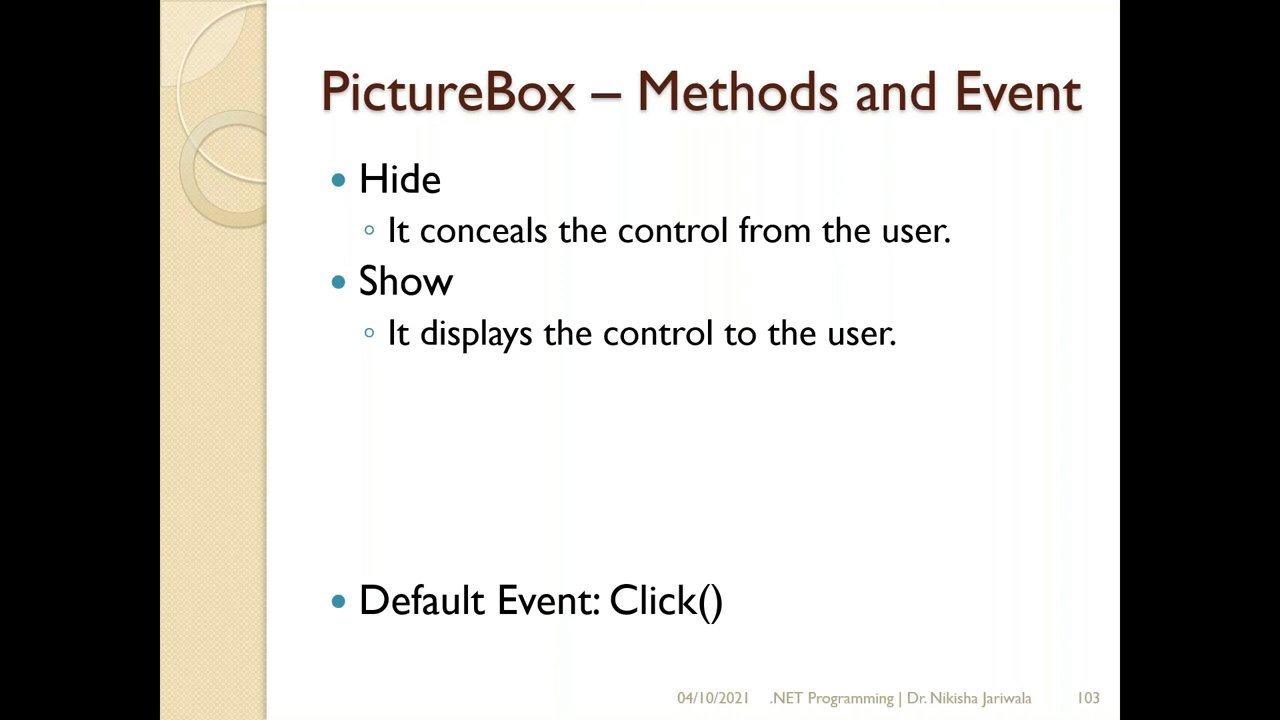 PictureBox – Methods and Event
• Hide
◦ It conceals the control from the user.
• Show
◦ It displays the control to the user.
• Default Event: Click()
04/10/2021 .NET Programming | Dr. Nikisha Jariwala 103